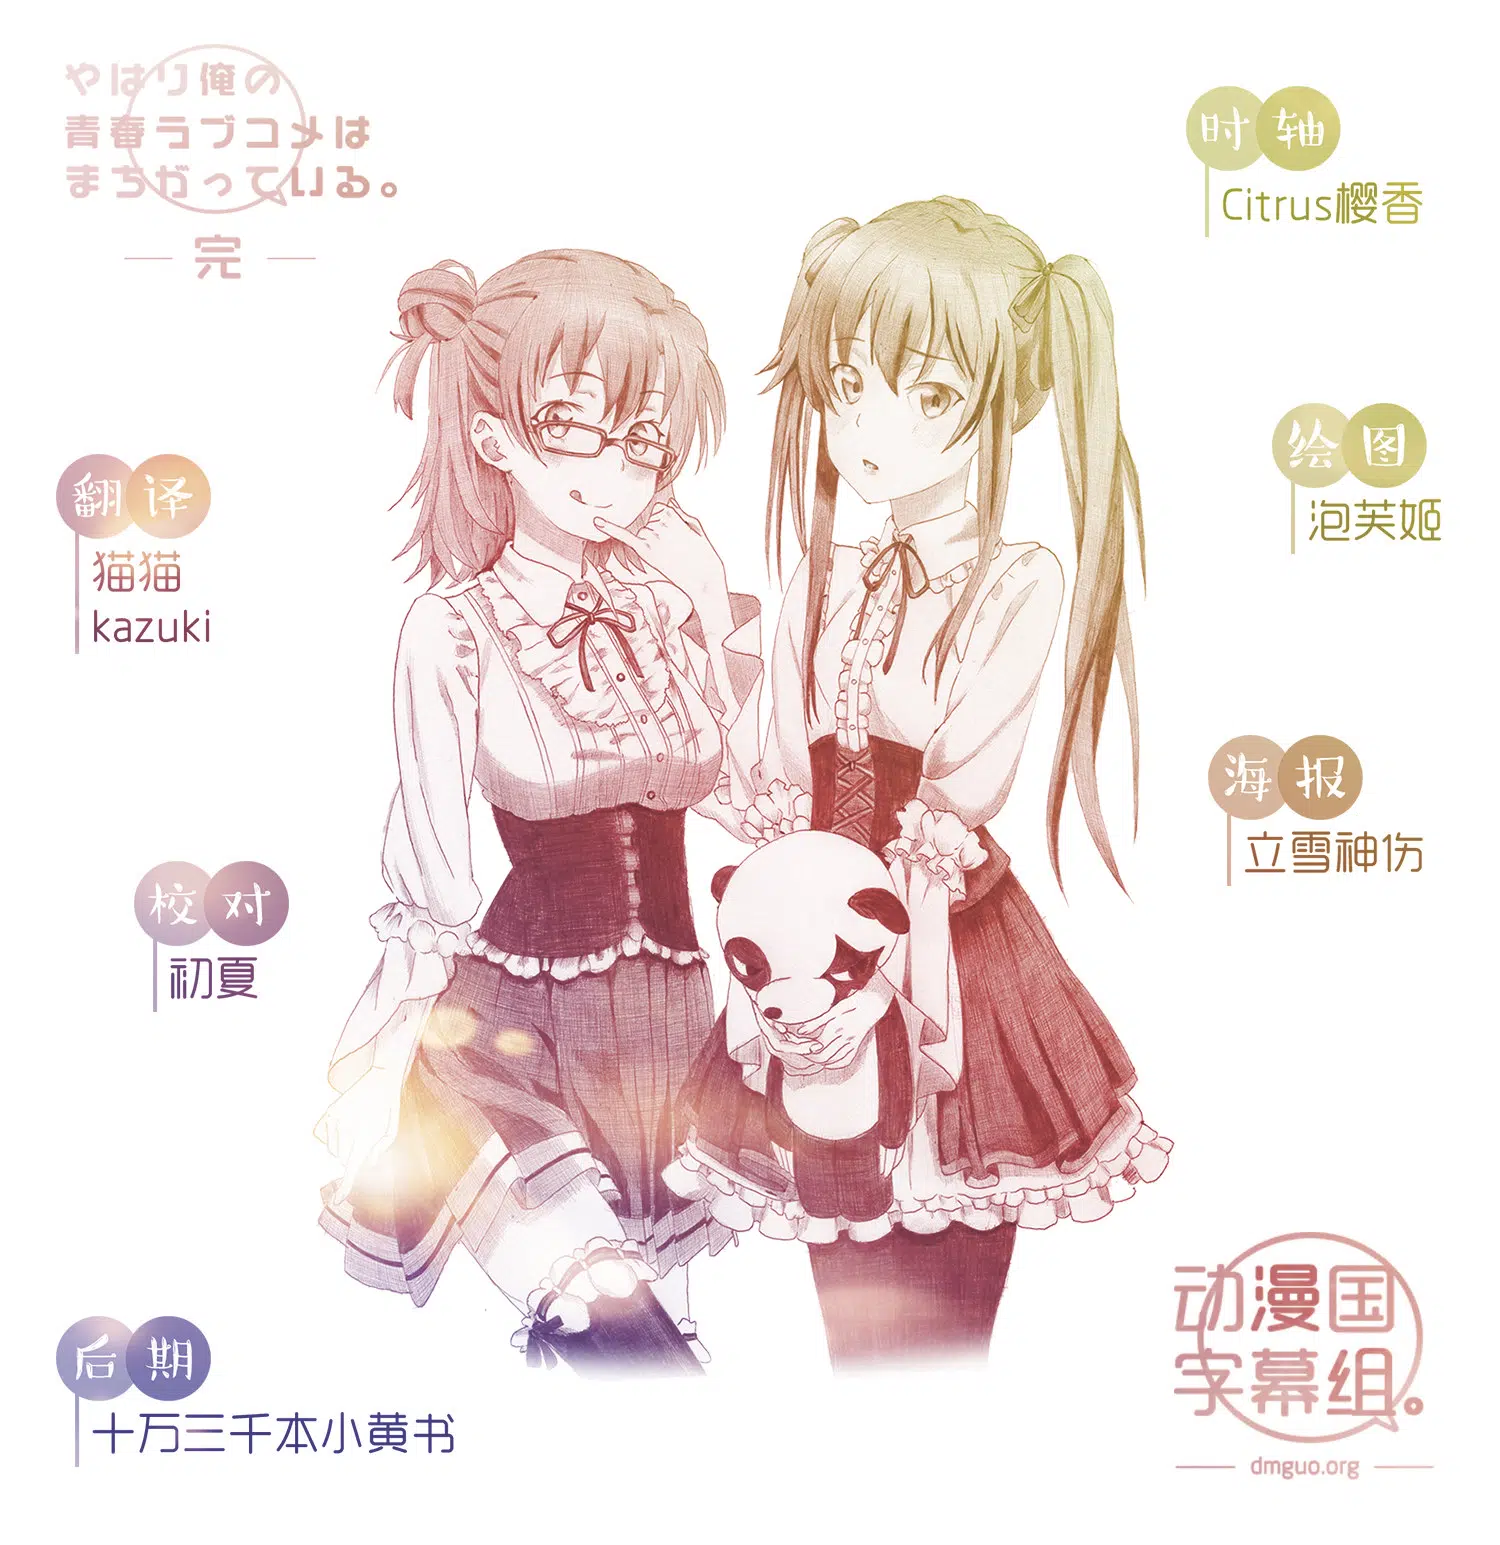 やはり俺の
青春ラブコメは
まちがっている。
完
时轴
Citrus樱香
绘图
泡芙姬
翻译
猫猫
kazuki
海报
立雪神伤
校对
初夏
后期
十万三千本小黄书
动漫国
字幕组。
dmguo.org